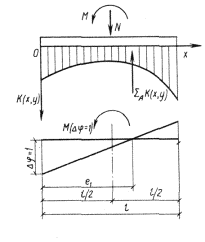 M
N
O
x
K(x,y)
Σ_A K(x,y)
M(Δφ=1)
Δφ=1
e₁
l/2
l/2
l